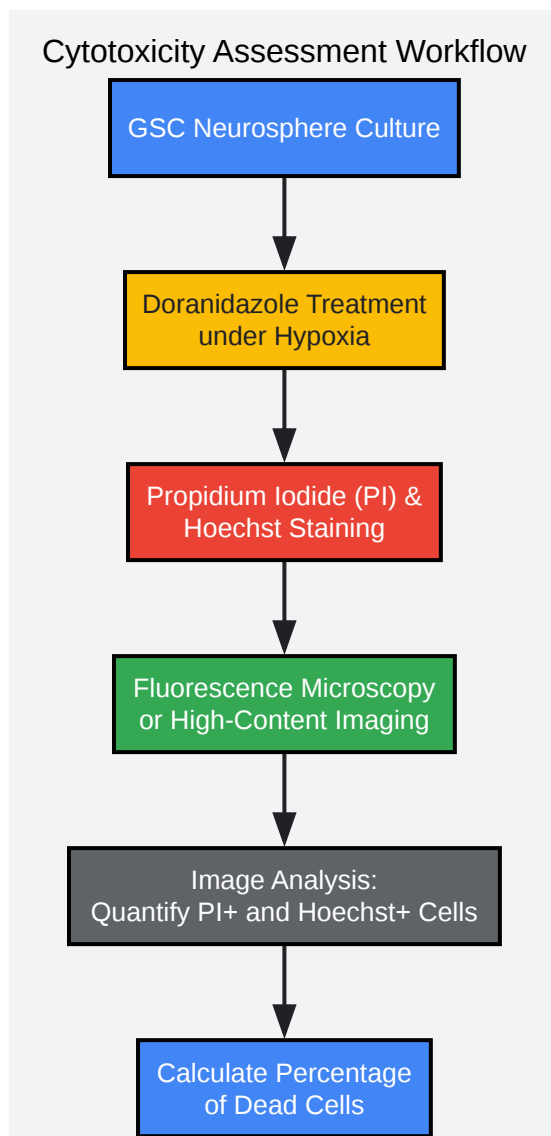 Cytotoxicity Assessment Workflow
GSC Neurosphere Culture
Doranidazole Treatment
under Hypoxia
Propidium Iodide (PI) &
Hoechst Staining
Fluorescence Microscopy
or High-Content Imaging
Image Analysis:
Quantify PI+ and Hoechst+ Cells
Calculate Percentage
of Dead Cells